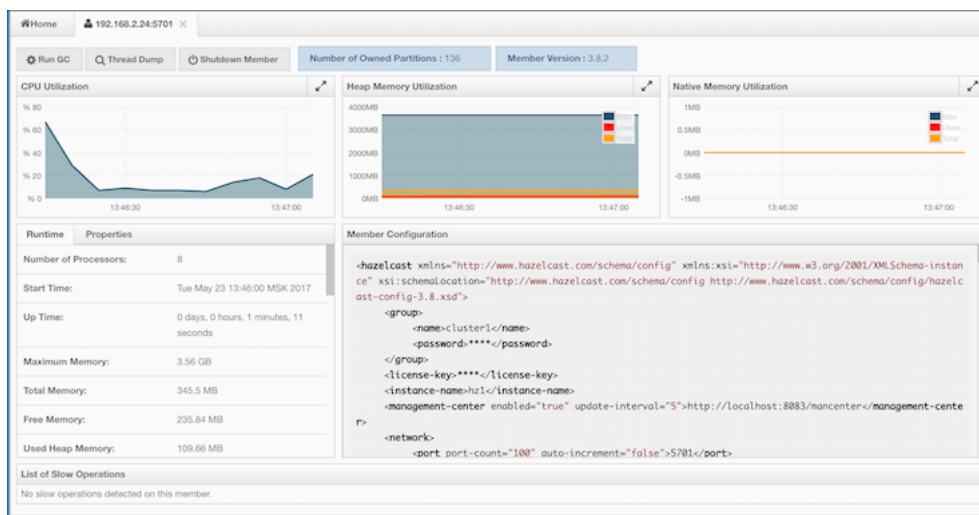 Home
192.168.2.24:5701
Run GC
Thread Dump
Shutdown Member
Number of Owned Partitions : 136
Member Version : 3.8.2
CPU Utilization
% 80
% 60
% 40
% 20
% 0
13:46:30
13:47:00
Heap Memory Utilization
4000MB
3000MB
2000MB
1000MB
0MB
Max
Used
Total
13:46:30
13:47:00
Native Memory Utilization
1MB
0.5MB
0MB
-0.5MB
-1MB
Max
Used
Total
13:46:30
13:47:00
Runtime
Properties
Number of Processors:
8
Start Time:
Tue May 23 13:46:00 MSK 2017
Up Time:
0 days, 0 hours, 1 minutes, 11
seconds
Maximum Memory:
3.56 GB
Total Memory:
345.5 MB
Free Memory:
235.84 MB
Used Heap Memory:
109.66 MB
Member Configuration
<hazelcast xmlns="http://www.hazelcast.com/schema/config" xmlns:xsi="http://www.w3.org/2001/XMLSchema-instan
ce" xsi:schemaLocation="http://www.hazelcast.com/schema/config http://www.hazelcast.com/schema/config/hazelc
ast-config-3.8.xsd">
<group>
<name>cluster1</name>
<password>****</password>
</group>
<license-key>****</license-key>
<instance-name>hz1</instance-name>
<management-center enabled="true" update-interval="5">http://localhost:8083/mancenter</management-cente
r>
<network>
<port port-count="100" auto-increment="false">5701</port>
List of Slow Operations
No slow operations detected on this member.